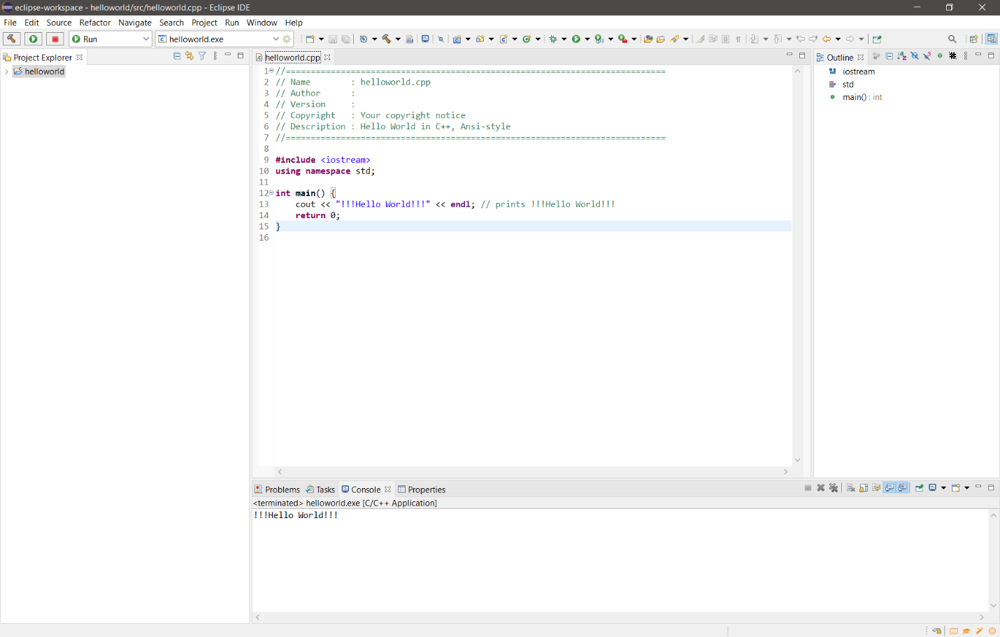 eclipse-workspace - helloworld/src/helloworld.cpp - Eclipse IDE
File Edit Source Refactor Navigate Search Project Run Window Help
Run helloworld.exe
Project Explorer
helloworld
helloworld.cpp
1 //============================================================================
2 // Name        : helloworld.cpp
3 // Author      :
4 // Version     :
5 // Copyright   : Your copyright notice
6 // Description : Hello World in C++, Ansi-style
7 //============================================================================
8
9 #include <iostream>
10 using namespace std;
11
12 int main() {
13     cout << "!!!Hello World!!!" << endl; // prints !!!Hello World!!!
14     return 0;
15 }
16
Outline
iostream
std
main() : int
Problems Tasks Console Properties
<terminated> helloworld.exe [C/C++ Application]
!!!Hello World!!!